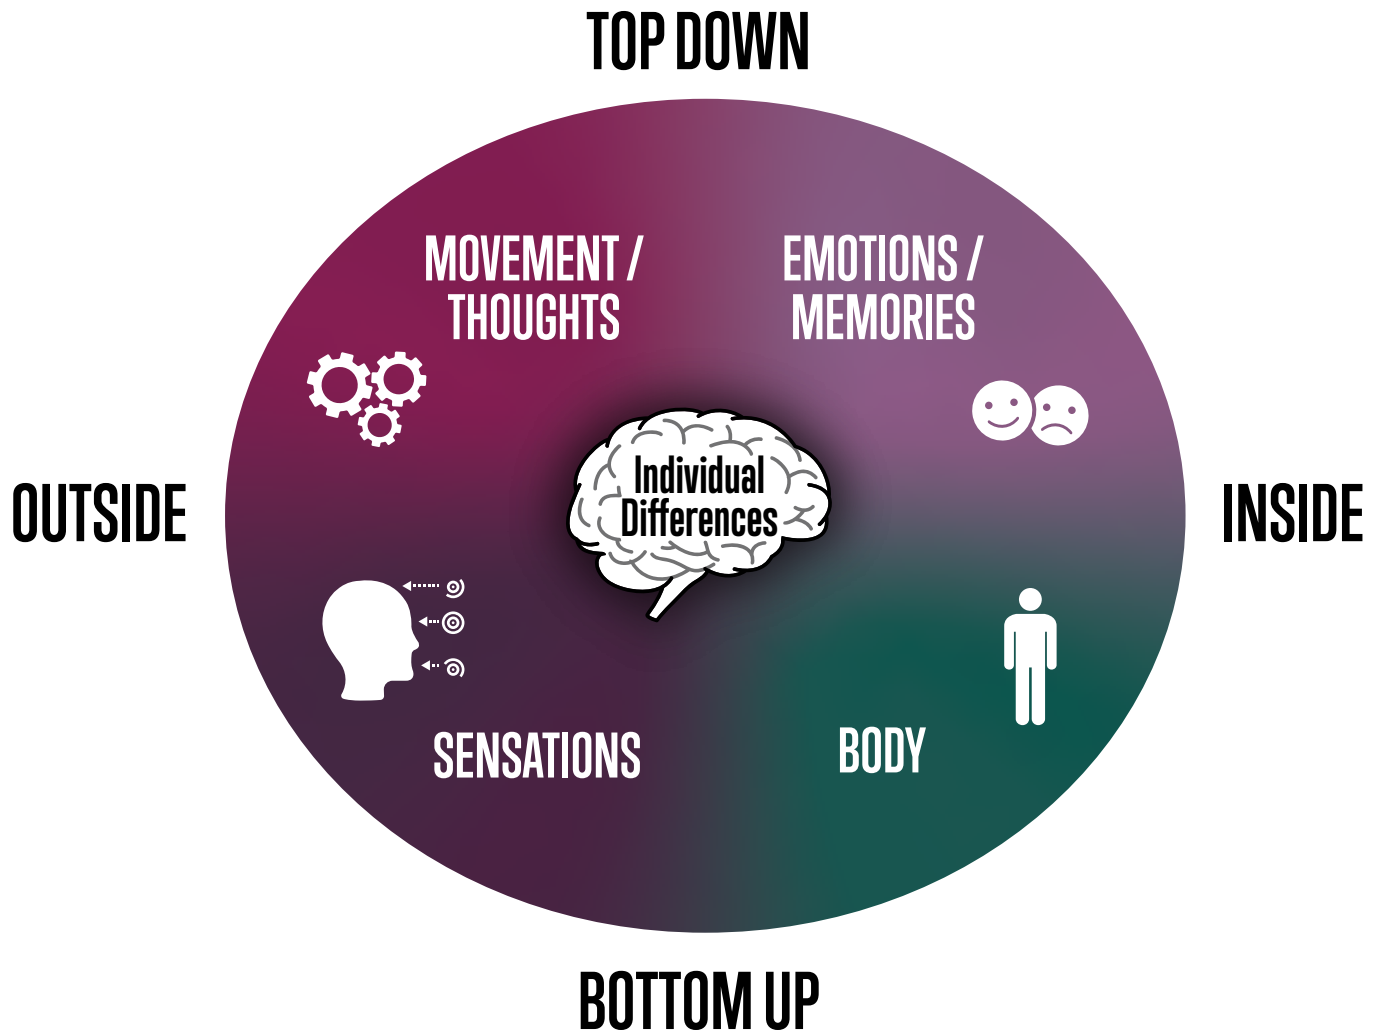 TOP DOWN
MOVEMENT /
THOUGHTS
EMOTIONS /
MEMORIES
OUTSIDE
Individual
Differences
INSIDE
SENSATIONS
BODY
BOTTOM UP